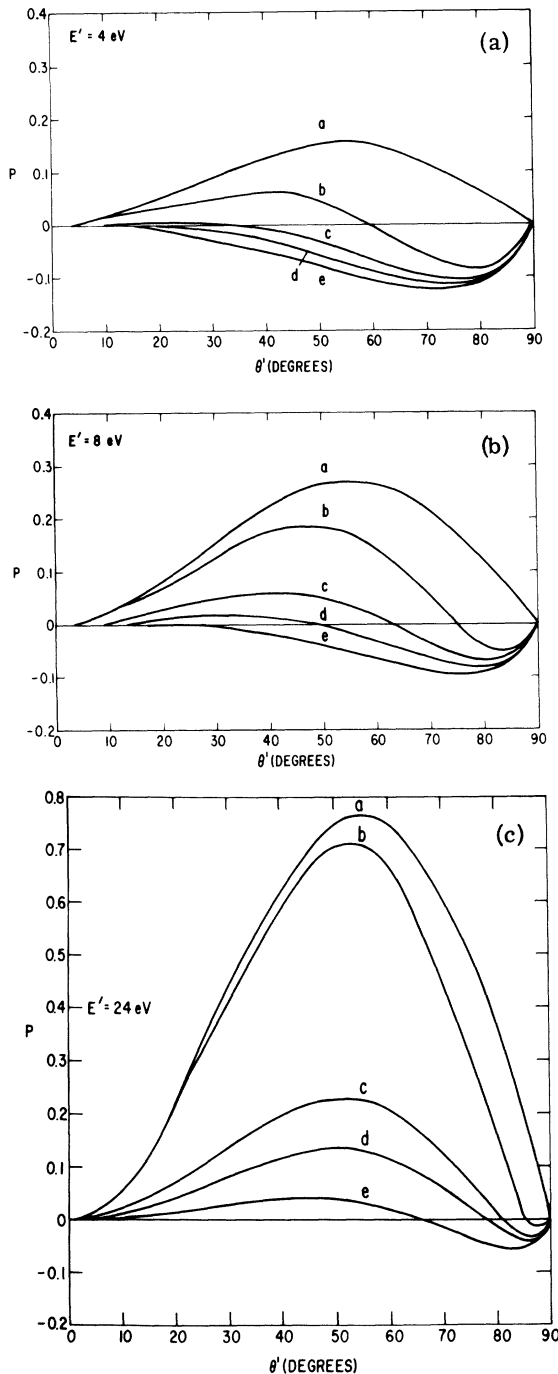 0.4
E' = 4 eV
(a)
0.3
0.2
a
P
0.1
b
0
c
d
e
-0.1
-0.2
0 10 20 30 40 50 60 70 80 90
θ' (DEGREES)
0.4
E' = 8 eV
(b)
0.3
a
0.2
b
P
0.1
c
d
0
e
-0.1
-0.2
0 10 20 30 40 50 60 70 80 90
θ' (DEGREES)
0.8
a
(c)
b
0.7
0.6
0.5
0.4
E' = 24 eV
P
0.3
0.2
c
d
0.1
e
0
-0.1
-0.2
0 10 20 30 40 50 60 70 80 90
θ' (DEGREES)